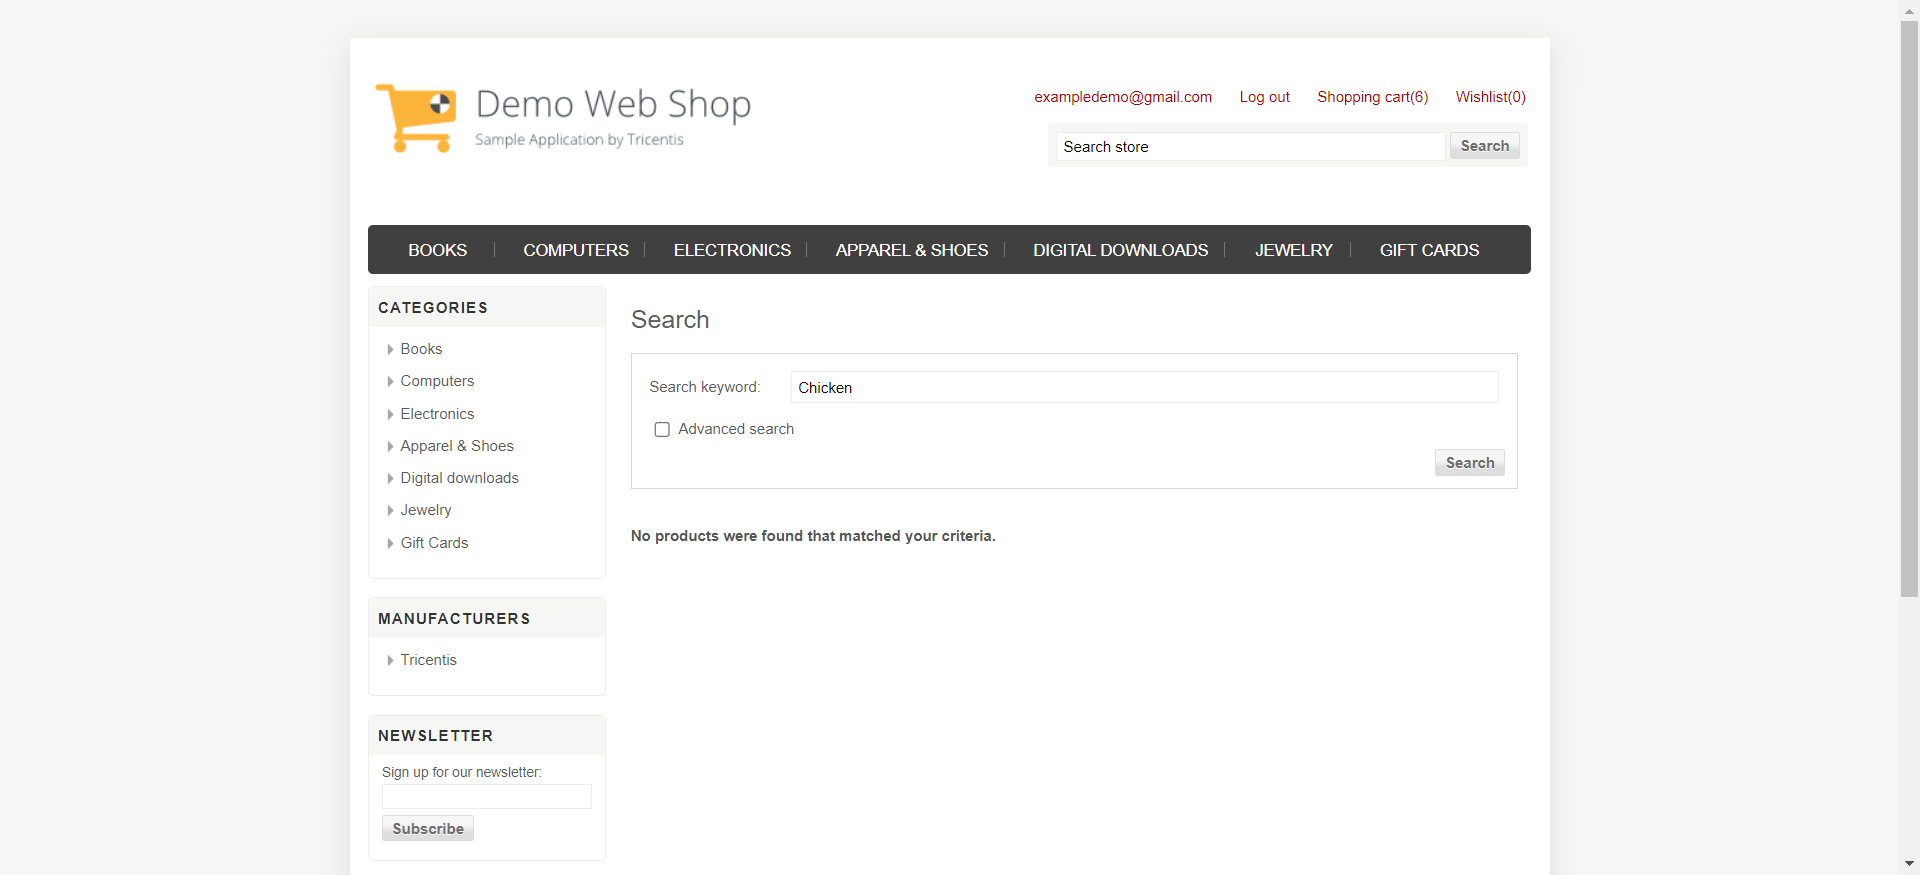 Demo Web Shop
Sample Application by Tricentis
exampledemo@gmail.com Log out Shopping cart(6) Wishlist(0)
Search store Search
BOOKS COMPUTERS ELECTRONICS APPAREL & SHOES DIGITAL DOWNLOADS JEWELRY GIFT CARDS
CATEGORIES
Books
Computers
Electronics
Apparel & Shoes
Digital downloads
Jewelry
Gift Cards
MANUFACTURERS
Tricentis
NEWSLETTER
Sign up for our newsletter:
Subscribe
Search
Search keyword: Chicken
Advanced search
Search
No products were found that matched your criteria.